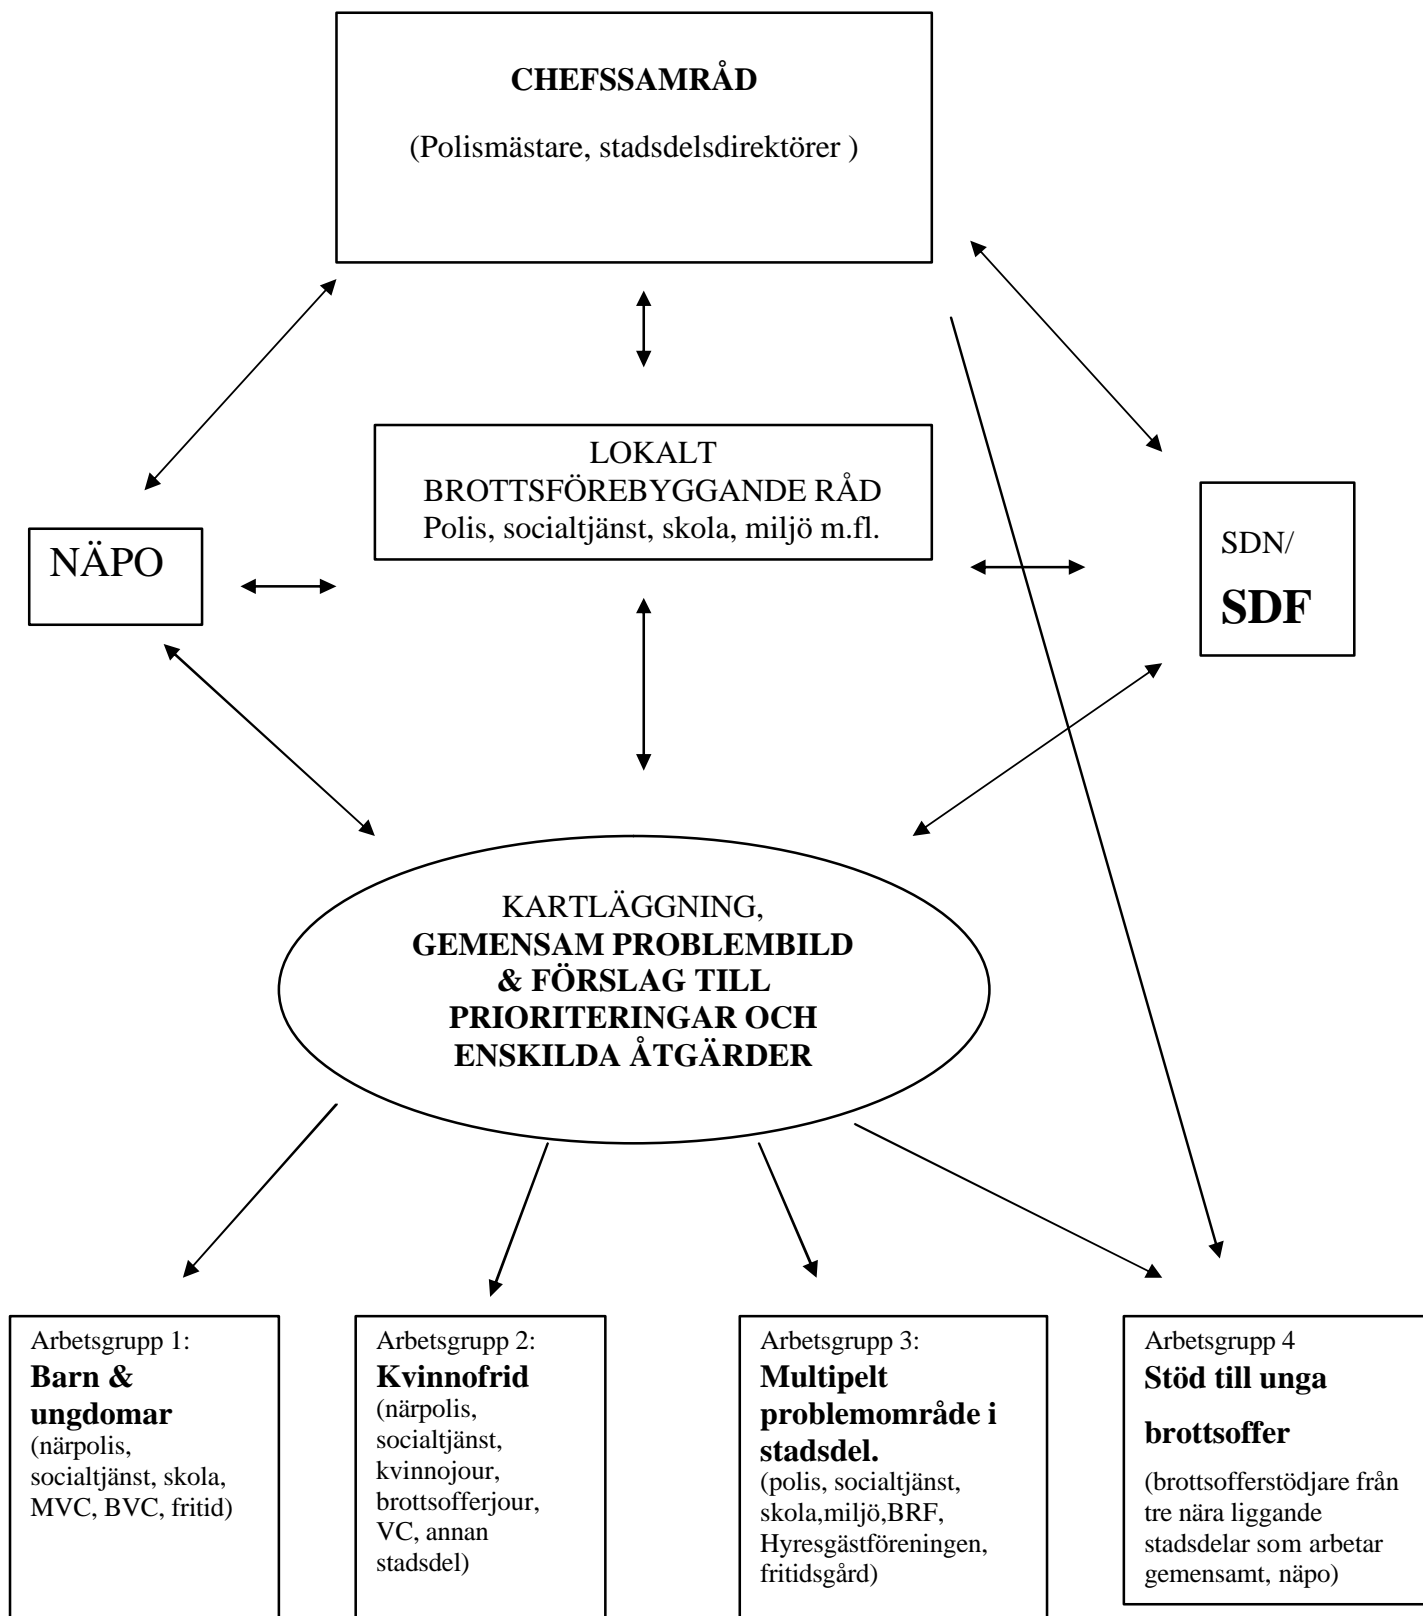 CHEFSSAMRÅD
(Polismästare, stadsdelsdirektörer )
LOKALT
BROTTSFÖREBYGGANDE RÅD
Polis, socialtjänst, skola, miljö m.fl.
NÄPO
SDN/
SDF
KARTLÄGGNING,
GEMENSAM PROBLEMBILD
& FÖRSLAG TILL
PRIORITERINGAR OCH
ENSKILDA ÅTGÄRDER
Arbetsgrupp 1:
Barn &
ungdomar
(närpolis,
socialtjänst, skola,
MVC, BVC, fritid)
Arbetsgrupp 2:
Kvinnofrid
(närpolis,
socialtjänst,
kvinnojour,
brottsofferjour,
VC, annan
stadsdel)
Arbetsgrupp 3:
Multipelt
problemområde i
stadsdel.
(polis, socialtjänst,
skola,miljö,BRF,
Hyresgästföreningen,
fritidsgård)
Arbetsgrupp 4
Stöd till unga
brottsoffer
(brottsofferstödjare från
tre nära liggande
stadsdelar som arbetar
gemensamt, näpo)